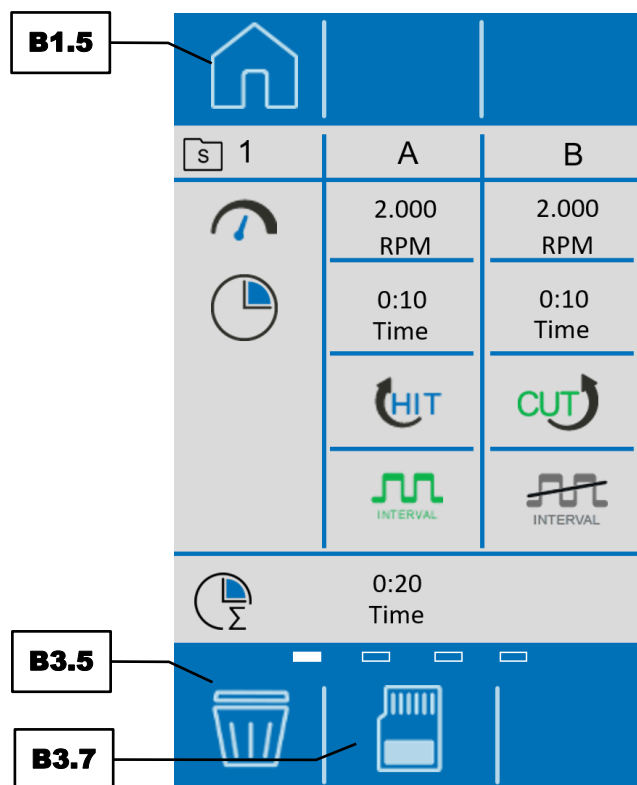 B1.5
S 1 A B
2.000 2.000
RPM RPM
0:10 0:10
Time Time
HIT CUT
INTERVAL INTERVAL
0:20
Σ Time
B3.5
B3.7